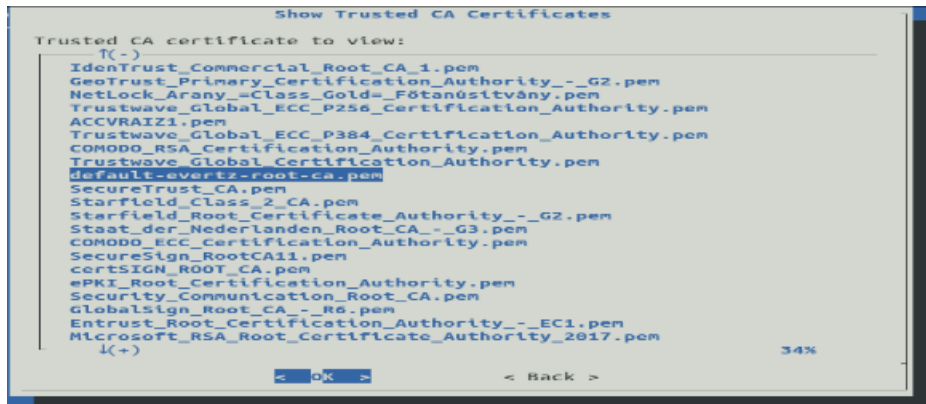 Show Trusted CA Certificates
Trusted CA certificate to view:
↑(-)
IdenTrust_Commercial_Root_CA_1.pem
GeoTrust_Primary_Certification_Authority_-_G2.pem
NetLock_Arany_=Class_Gold=_Főtanúsítvány.pem
Trustwave_Global_ECC_P256_Certification_Authority.pem
ACCVRAIZ1.pem
Trustwave_Global_ECC_P384_Certification_Authority.pem
COMODO_RSA_Certification_Authority.pem
Trustwave_Global_Certification_Authority.pem
default-evertz-root-ca.pem
SecureTrust_CA.pem
Starfield_Class_2_CA.pem
Starfield_Root_Certificate_Authority_-_G2.pem
Staat_der_Nederlanden_Root_CA_-_G3.pem
COMODO_ECC_Certification_Authority.pem
SecureSign_RootCA11.pem
certSIGN_ROOT_CA.pem
ePKI_Root_Certification_Authority.pem
Security_Communication_Root_CA.pem
GlobalSign_Root_CA_-_R6.pem
Entrust_Root_Certification_Authority_-_EC1.pem
Microsoft_RSA_Root_Certificate_Authority_2017.pem
↓(+) 34%
< OK > < Back >